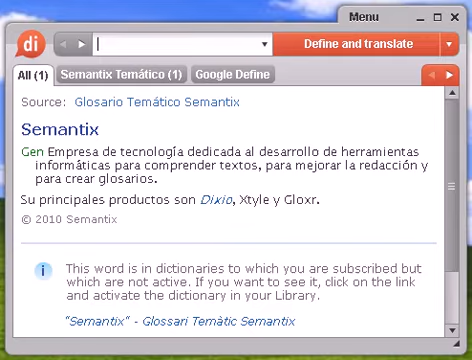 Menu
di
Define and translate
All (1)
Semantix Temático (1)
Google Define
Source: Glosario Temático Semantix
Semantix
Gen Empresa de tecnología dedicada al desarrollo de herramientas
informáticas para comprender textos, para mejorar la redacción y
para crear glosarios.
Su principales productos son Dixio, Xtyle y Gloxr.
© 2010 Semantix
i
This word is in dictionaries to which you are subscribed but
which are not active. If you want to see it, click on the link
and activate the dictionary in your Library.
"Semantix" - Glossari Temàtic Semantix